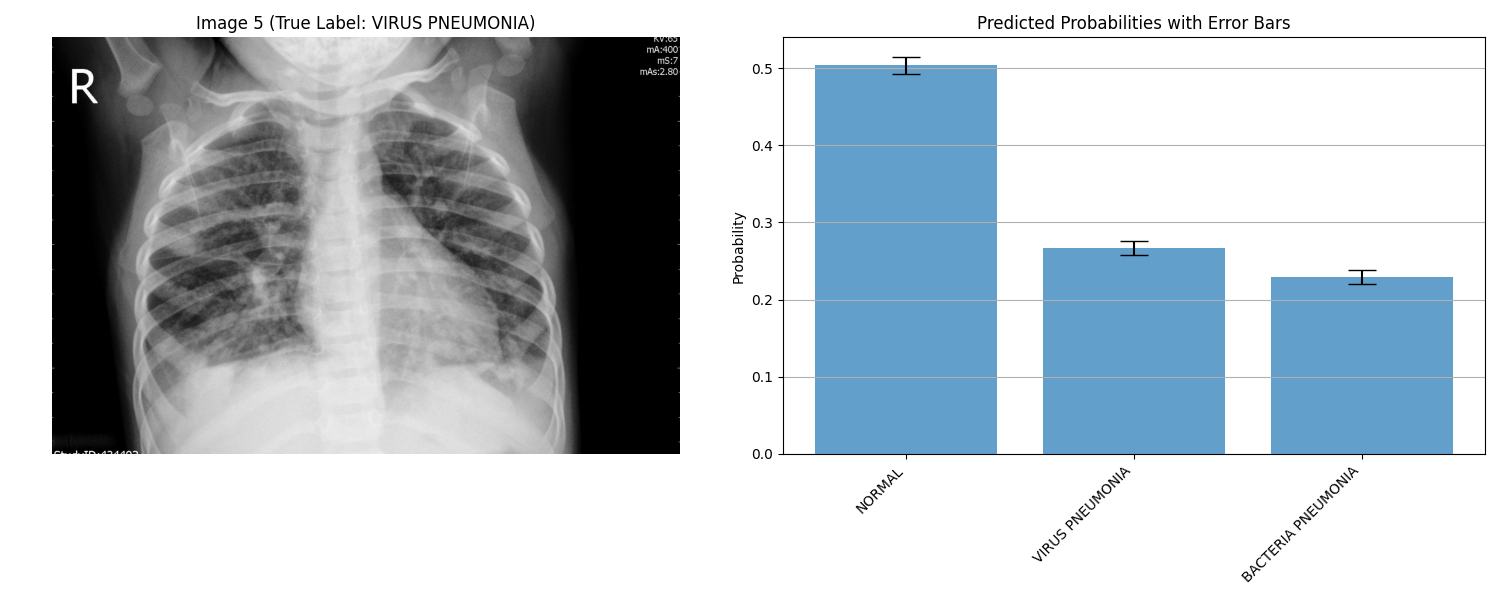 Image 5 (True Label: VIRUS PNEUMONIA)
R
mA:400
mS:7
mAs:2.80
Predicted Probabilities with Error Bars
Probability
0.5
0.4
0.3
0.2
0.1
0.0
NORMAL
VIRUS PNEUMONIA
BACTERIA PNEUMONIA